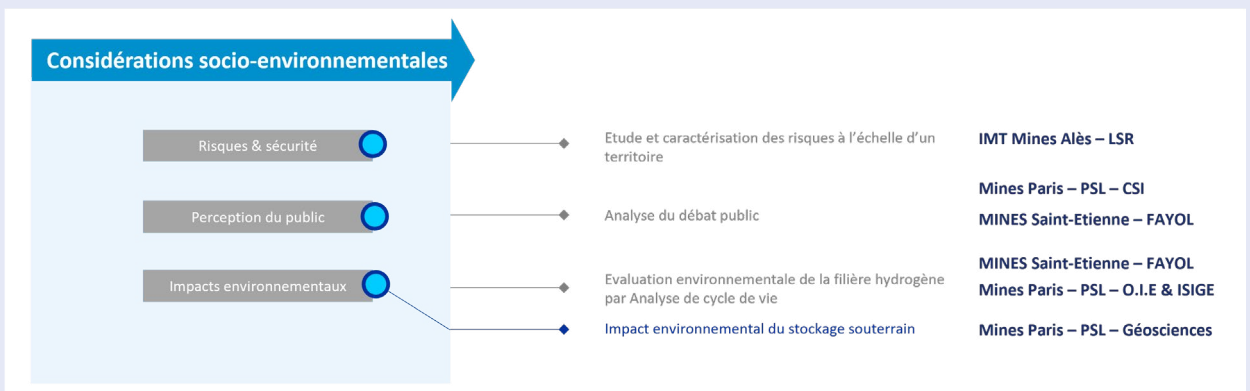 Considérations socio-environnementales
Risques & sécurité
Etude et caractérisation des risques à l'échelle d'un
territoire
IMT Mines Alès – LSR
Perception du public
Analyse du débat public
Mines Paris – PSL – CSI
MINES Saint-Etienne – FAYOL
Impacts environnementaux
Evaluation environnementale de la filière hydrogène
par Analyse de cycle de vie
MINES Saint-Etienne – FAYOL
Mines Paris – PSL – O.I.E & ISIGE
Impact environnemental du stockage souterrain
Mines Paris – PSL – Géosciences